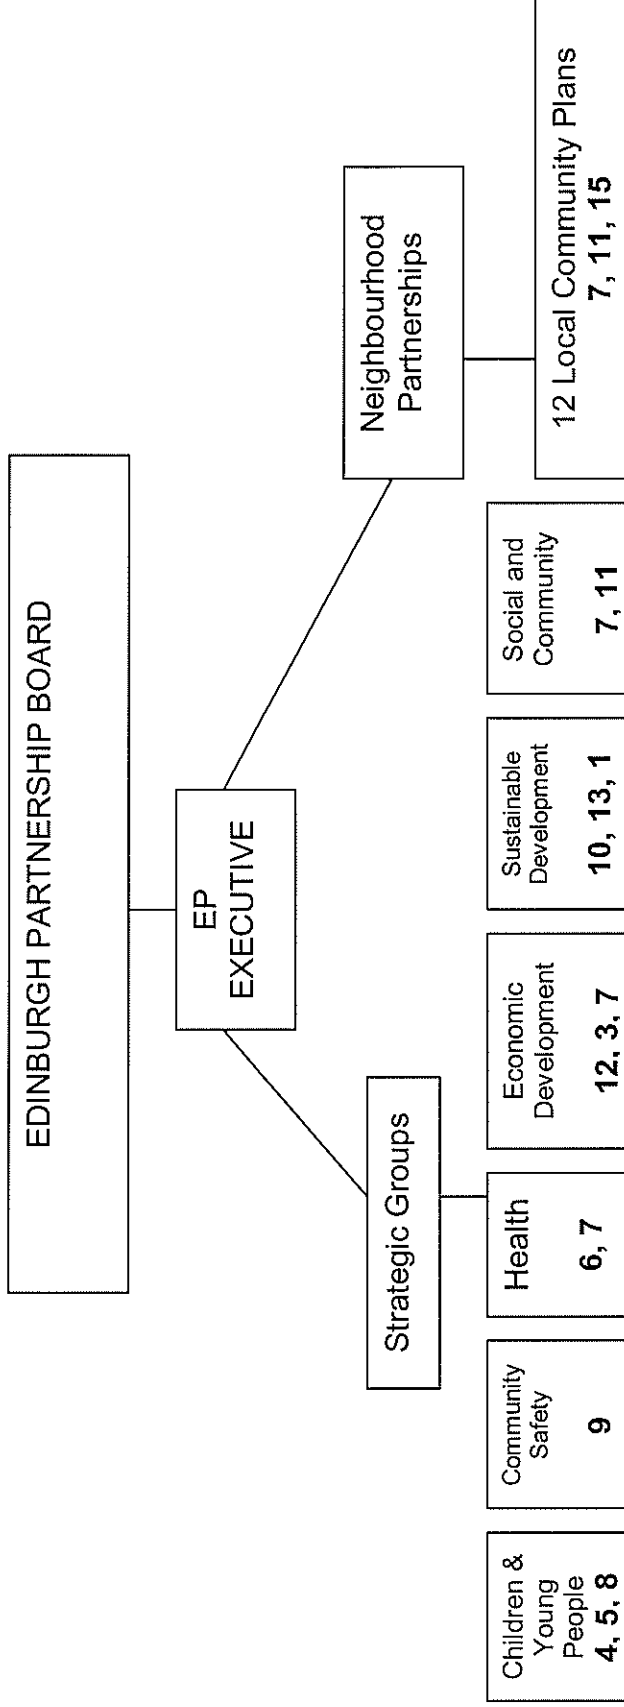 EDINBURGH PARTNERSHIP BOARD
EP
EXECUTIVE
Strategic Groups
Neighbourhood
Partnerships
Children &
Young
People
4, 5, 8
Community
Safety
9
Health
6, 7
Economic
Development
12, 3, 7
Sustainable
Development
10, 13, 1
Social and
Community
7, 11
12 Local Community Plans
7, 11, 15